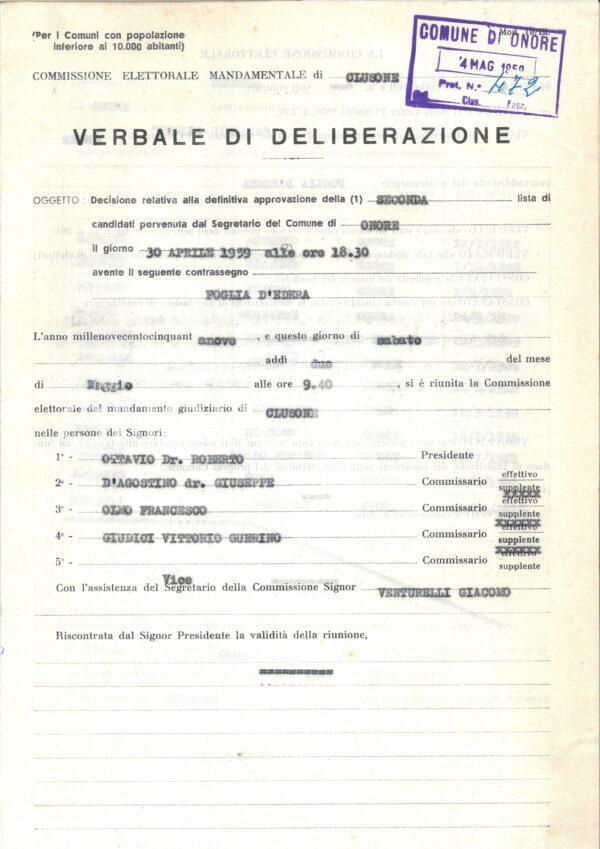 (Per i Comuni con popolazione
inferiore ai 10.000 abitanti)
COMUNE DI ONORE
4 MAG 1959
Prot. N.° 472
Clas. Fasc.
COMMISSIONE ELETTORALE MANDAMENTALE di CLUSONE
VERBALE DI DELIBERAZIONE
OGGETTO : Decisione relativa alla definitiva approvazione della (1) SECONDA lista di
candidati pervenuta dal Segretario del Comune di ONORE
il giorno 30 APRILE 1959 alle ore 18.30
avente il seguente contrassegno
FOGLIA D'EDERA
L'anno millenovecentocinquant anove , e questo giorno di sabato
addì due del mese
di Maggio alle ore 9.40 , si è riunita la Commissione
elettorale del mandamento giudiziario di CLUSONE
nelle persone dei Signori:
1° - OTTAVIO Dr. ROBERTO Presidente
2° - D'AGOSTINO dr. GIUSEPPE Commissario effettivo supplente
3° - OLMO FRANCESCO Commissario effettivo supplente
4° - GIUDICI VITTORIO GUERINO Commissario effettivo supplente
5° - Commissario effettivo supplente
Vice
Con l'assistenza del Segretario della Commissione Signor VENTURELLI GIACOMO
Riscontrata dal Signor Presidente la validità della riunione,
==========